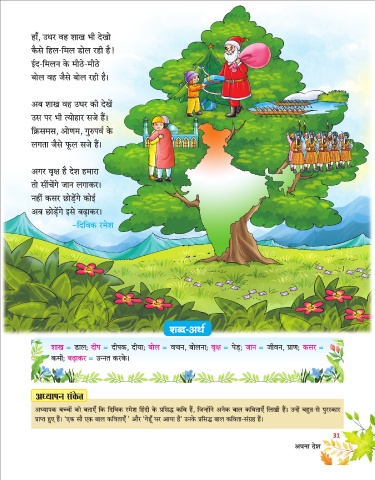 हाँ, उधर वह शाख भी देखो
कैसे हिल-मिल डोल रही है!
ईद-मिलन के मीठे-मीठे
बोल वह जैसे बोल रही है।
अब शाख वह उधर को देखें
उस पर भी त्योहार सजे हैं।
क्रिसमस, ओणम, गुरुपर्व के
लगता जैसे फूल सजे हैं।
अगर वृक्ष है देश हमारा
तो सींचेंगे जान लगाकर।
नहीं कसर छोड़ेंगे कोई
अब छोड़ेंगे इसे बढ़ाकर।
–दिविक रमेश
शब्द-अर्थ
शाख = डाल; दीप = दीपक, दीया; बोल = वचन, बोलना; वृक्ष = पेड़; जान = जीवन, प्राण; कसर =
कमी; बढ़ाकर = उन्नत करके।
अध्यापन संकेत
अध्यापक बच्चों को बताएँ कि दिविक रमेश हिंदी के प्रसिद्ध कवि हैं, जिन्होंने अनेक बाल कविताएँ लिखी हैं। उन्हें बहुत से पुरस्कार
प्राप्त हुए हैं। 'एक सौ एक बाल कविताएँ' और 'गेहूँ घर आया है' उनके प्रसिद्ध बाल कविता-संग्रह हैं।
31
अपना देश